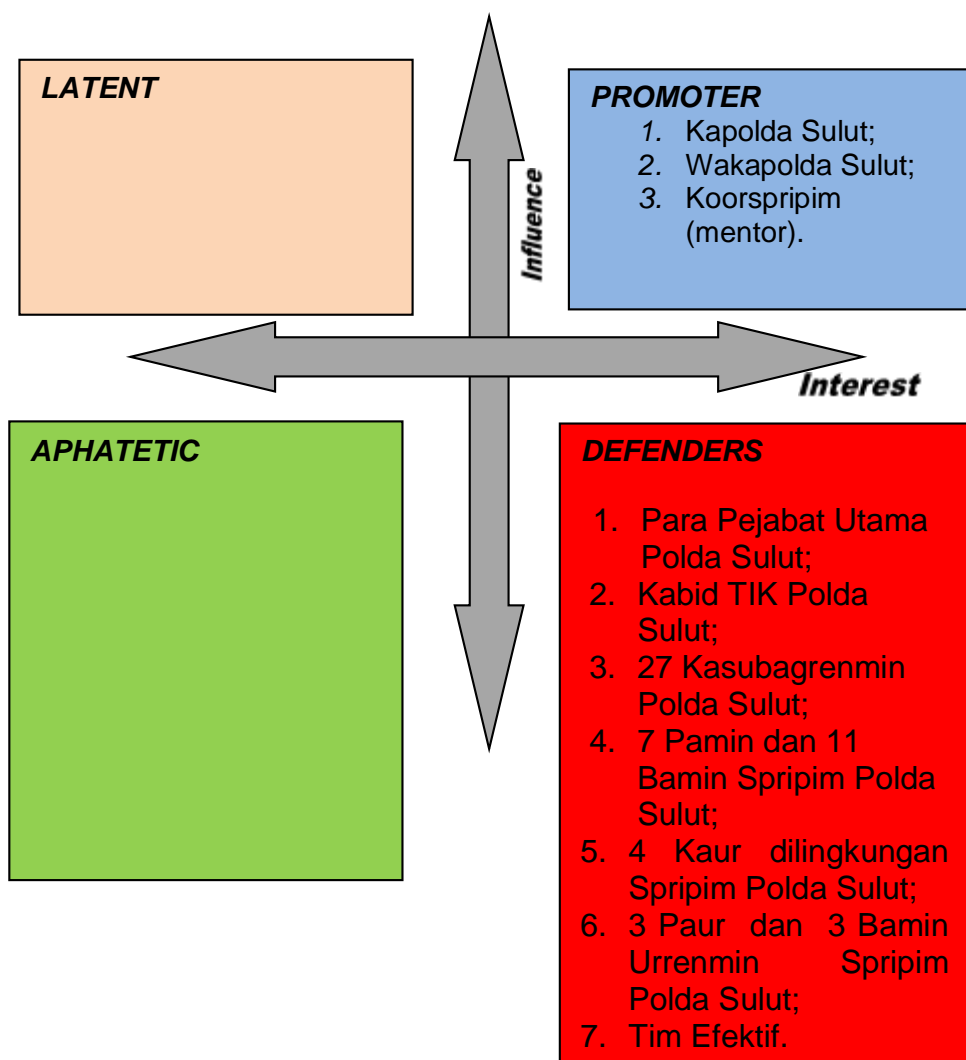 LATENT
PROMOTER
1. Kapolda Sulut;
2. Wakapolda Sulut;
3. Koorspripim
(mentor).
Influence
Interest
APHATETIC
DEFENDERS
1. Para Pejabat Utama
Polda Sulut;
2. Kabid TIK Polda
Sulut;
3. 27 Kasubagrenmin
Polda Sulut;
4. 7 Pamin dan 11
Bamin Spripim Polda
Sulut;
5. 4 Kaur dilingkungan
Spripim Polda Sulut;
6. 3 Paur dan 3 Bamin
Urrenmin Spripim
Polda Sulut;
7. Tim Efektif.